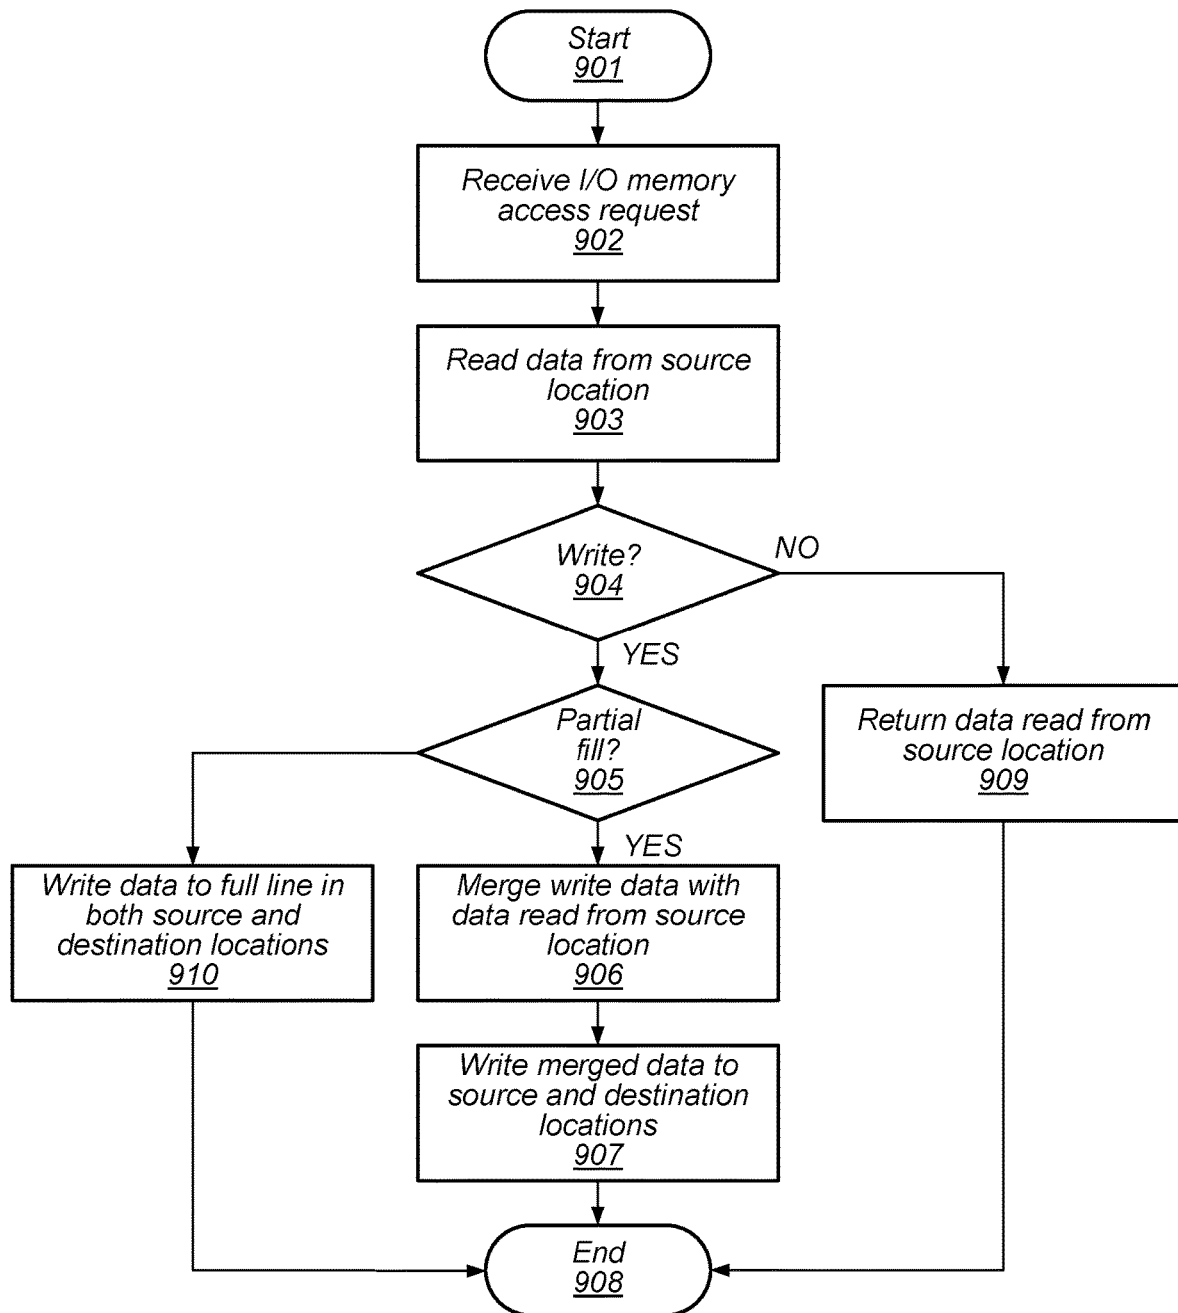 Start
901
Receive I/O memory
access request
902
Read data from source
location
903
Write?
904
NO
YES
Partial
fill?
905
Return data read from
source location
909
YES
Write data to full line in
both source and
destination locations
910
Merge write data with
data read from source
location
906
Write merged data to
source and destination
locations
907
End
908